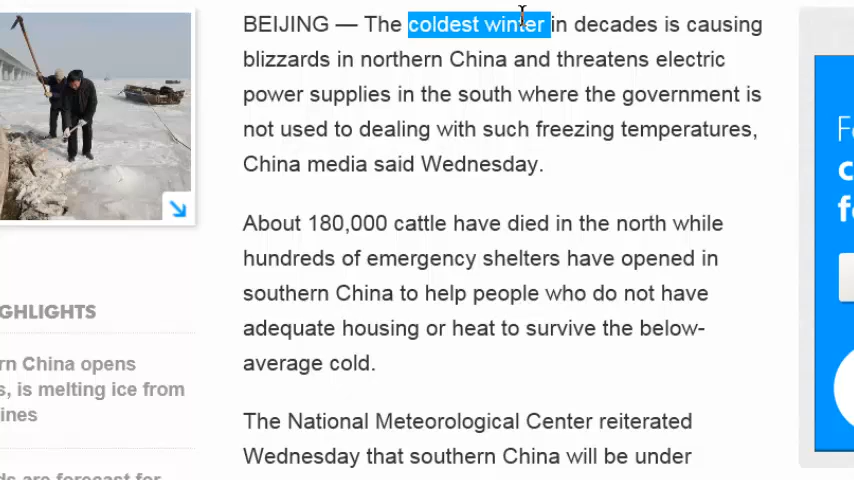 BEIJING — The coldest winter in decades is causing
blizzards in northern China and threatens electric
power supplies in the south where the government is
not used to dealing with such freezing temperatures,
China media said Wednesday.
About 180,000 cattle have died in the north while
hundreds of emergency shelters have opened in
southern China to help people who do not have
adequate housing or heat to survive the below-
average cold.
The National Meteorological Center reiterated
Wednesday that southern China will be under
GHLIGHTS
rn China opens
s, is melting ice from
ines
ds are forecast for